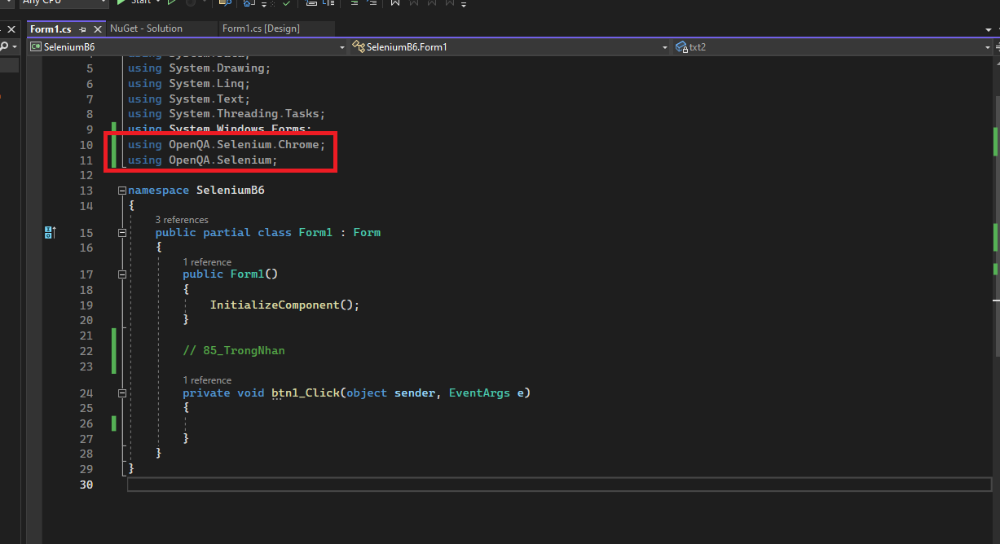 Any CPU Start
Form1.cs NuGet - Solution Form1.cs [Design]
C# SeleniumB6 SeleniumB6.Form1 txt2
5 using System.Drawing;
6 using System.Linq;
7 using System.Text;
8 using System.Threading.Tasks;
9 using System.Windows.Forms;
10 using OpenQA.Selenium.Chrome;
11 using OpenQA.Selenium;
12
13 namespace SeleniumB6
14 {
3 references
15 public partial class Form1 : Form
16 {
1 reference
17 public Form1()
18 {
19 InitializeComponent();
20 }
21
22 // 85_TrongNhan
23
1 reference
24 private void btn1_Click(object sender, EventArgs e)
25 {
26
27 }
28 }
29 }
30